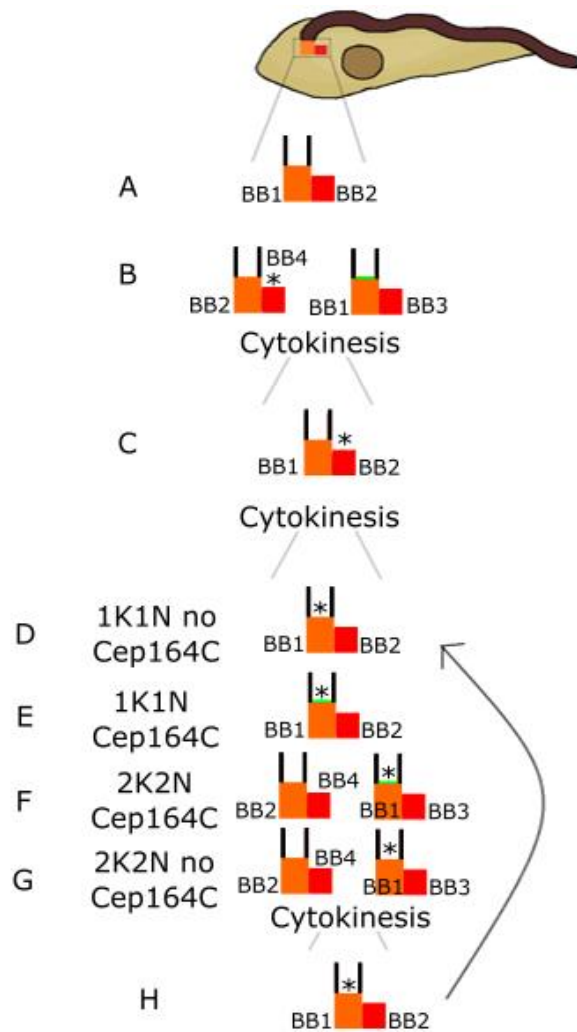 A
BB1 BB2
B
BB4
*
BB2 BB1 BB3
Cytokinesis
C
*
BB1 BB2
Cytokinesis
D
1K1N no
Cep164C
*
BB1 BB2
E
1K1N
Cep164C
*
BB1 BB2
F
2K2N
Cep164C
BB4 *
BB2 BB1 BB3
G
2K2N no
Cep164C
BB4 *
BB2 BB1 BB3
Cytokinesis
H
*
BB1 BB2